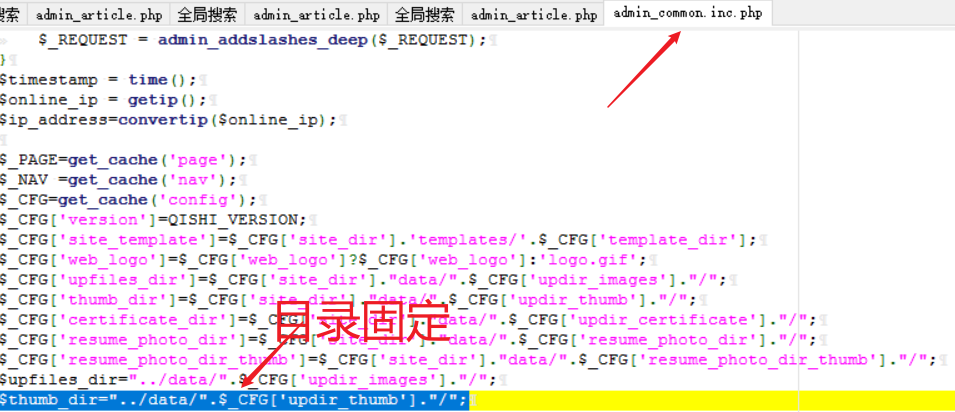 搜索 admin_article.php 全局搜索 admin_article.php 全局搜索 admin_article.php admin_common.inc.php
$_REQUEST = admin_addslashes_deep($_REQUEST);
}
$timestamp = time();
$online_ip = getip();
$ip_address=convertip($online_ip);
$_PAGE=get_cache('page');
$_NAV =get_cache('nav');
$_CFG=get_cache('config');
$_CFG['version']=QISHI_VERSION;
$_CFG['site_template']=$_CFG['site_dir'].'templates/'.$_CFG['template_dir'];
$_CFG['web_logo']=$_CFG['web_logo']?$_CFG['web_logo']:'logo.gif';
$_CFG['upfiles_dir']=$_CFG['site_dir']."data/".$_CFG['updir_images']."/";
$_CFG['thumb_dir']=$_CFG['site_dir']."data/".$_CFG['updir_thumb']."/";
目录固定
$_CFG['certificate_dir']=$_CFG['site_dir']."data/".$_CFG['updir_certificate']."/";
$_CFG['resume_photo_dir']=$_CFG['site_dir']."data/".$_CFG['resume_photo_dir']."/";
$_CFG['resume_photo_dir_thumb']=$_CFG['site_dir']."data/".$_CFG['resume_photo_dir_thumb']."/";
$upfiles_dir="../data/".$_CFG['updir_images']."/";
$thumb_dir="../data/".$_CFG['updir_thumb']."/";